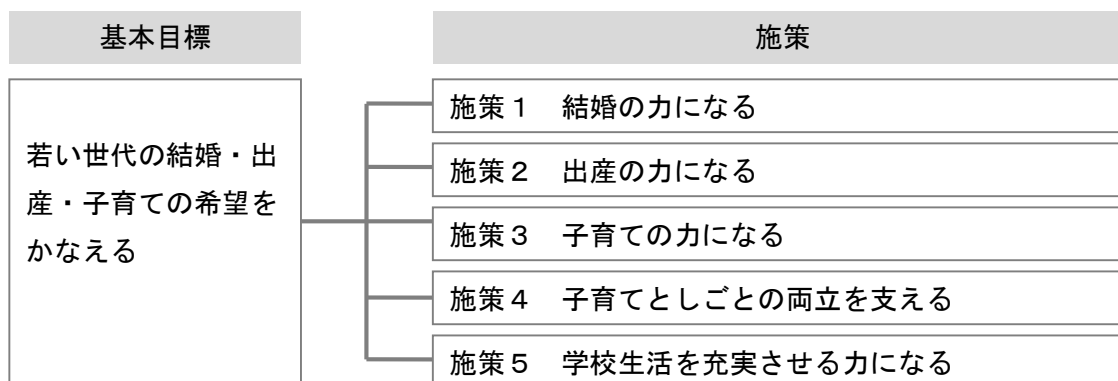 基本目標
施策
若い世代の結婚・出
産・子育ての希望を
かなえる
施策１　結婚の力になる
施策２　出産の力になる
施策３　子育ての力になる
施策４　子育てとしごとの両立を支える
施策５　学校生活を充実させる力になる